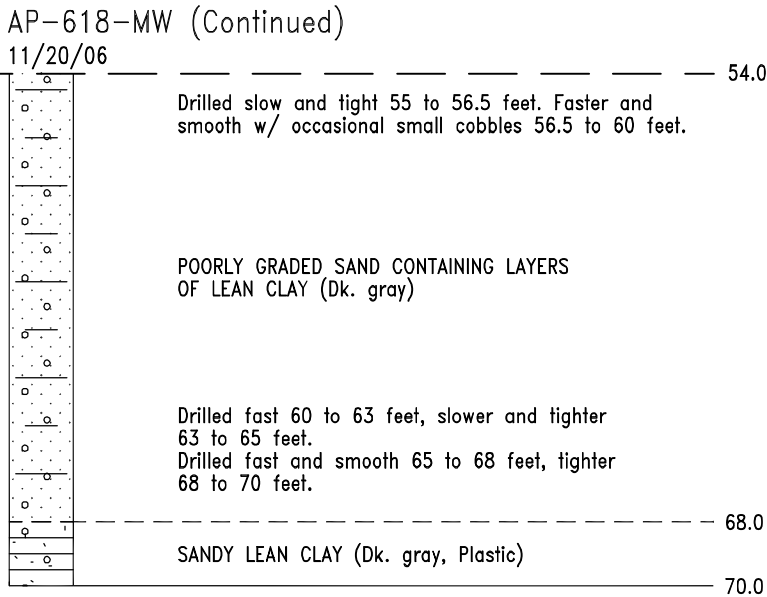 AP-618-MW (Continued)
11/20/06
54.0
Drilled slow and tight 55 to 56.5 feet. Faster and
smooth w/ occasional small cobbles 56.5 to 60 feet.
POORLY GRADED SAND CONTAINING LAYERS
OF LEAN CLAY (Dk. gray)
Drilled fast 60 to 63 feet, slower and tighter
63 to 65 feet.
Drilled fast and smooth 65 to 68 feet, tighter
68 to 70 feet.
68.0
SANDY LEAN CLAY (Dk. gray, Plastic)
70.0